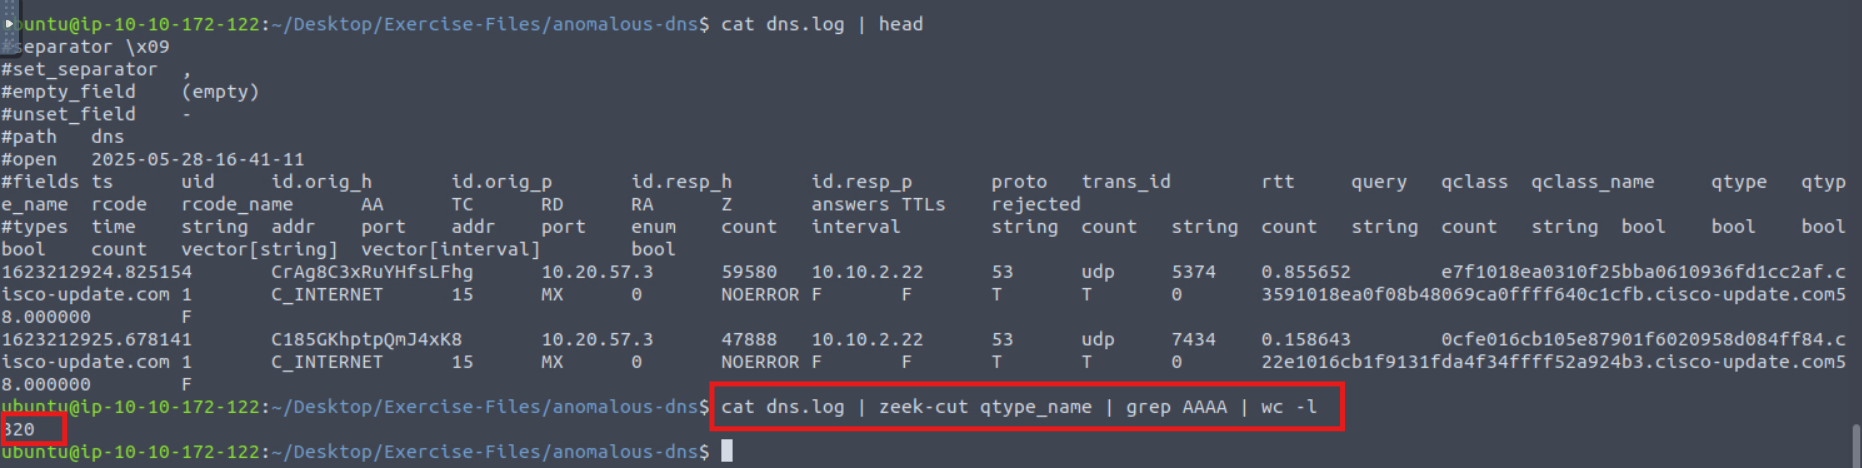 ubuntu@ip-10-10-172-122:~/Desktop/Exercise-Files/anomalous-dns$ cat dns.log | head
#separator \x09
#set_separator  ,
#empty_field    (empty)
#unset_field    -
#path   dns
#open   2025-05-28-16-41-11
#fields ts      uid     id.orig_h       id.orig_p       id.resp_h       id.resp_p       proto   trans_id        rtt     query   qclass  qclass_name     qtype   qtyp
e_name  rcode   rcode_name      AA      TC      RD      RA      Z       answers TTLs    rejected
#types  time    string  addr    port    addr    port    enum    count   interval        string  count   string  count   string  count   string  bool    bool    bool
bool    count   vector[string]  vector[interval]        bool
1623212924.825154       CrAg8C3xRuYHfsLFhg      10.20.57.3      59580   10.10.2.22      53      udp     5374    0.855652        e7f1018ea0310f25bba0610936fd1cc2af.c
isco-update.com 1       C_INTERNET      15      MX      0       NOERROR F       F       T       T       0       3591018ea0f08b48069ca0ffff640c1cfb.cisco-update.com5
8.000000        F
1623212925.678141       C185GKhptpQmJ4xK8       10.20.57.3      47888   10.10.2.22      53      udp     7434    0.158643        0cfe016cb105e87901f6020958d084ff84.c
isco-update.com 1       C_INTERNET      15      MX      0       NOERROR F       F       T       T       0       22e1016cb1f9131fda4f34ffff52a924b3.cisco-update.com5
8.000000        F
ubuntu@ip-10-10-172-122:~/Desktop/Exercise-Files/anomalous-dns$ cat dns.log | zeek-cut qtype_name | grep AAAA | wc -l
320
ubuntu@ip-10-10-172-122:~/Desktop/Exercise-Files/anomalous-dns$